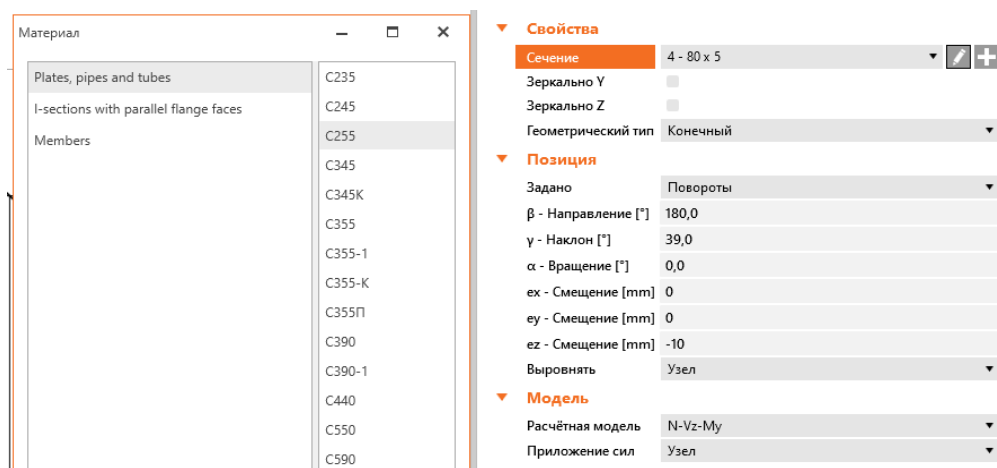 Материал
Plates, pipes and tubes
I-sections with parallel flange faces
Members
C235
C245
C255
C345
C345K
C355
C355-1
C355-K
C355П
C390
C390-1
C440
C550
C590
Свойства
Сечение 4 - 80 x 5
Зеркально Y
Зеркально Z
Геометрический тип Конечный
Позиция
Задано Повороты
β - Направление [°] 180,0
γ - Наклон [°] 39,0
α - Вращение [°] 0,0
ex - Смещение [mm] 0
ey - Смещение [mm] 0
ez - Смещение [mm] -10
Выровнять Узел
Модель
Расчётная модель N-Vz-My
Приложение сил Узел